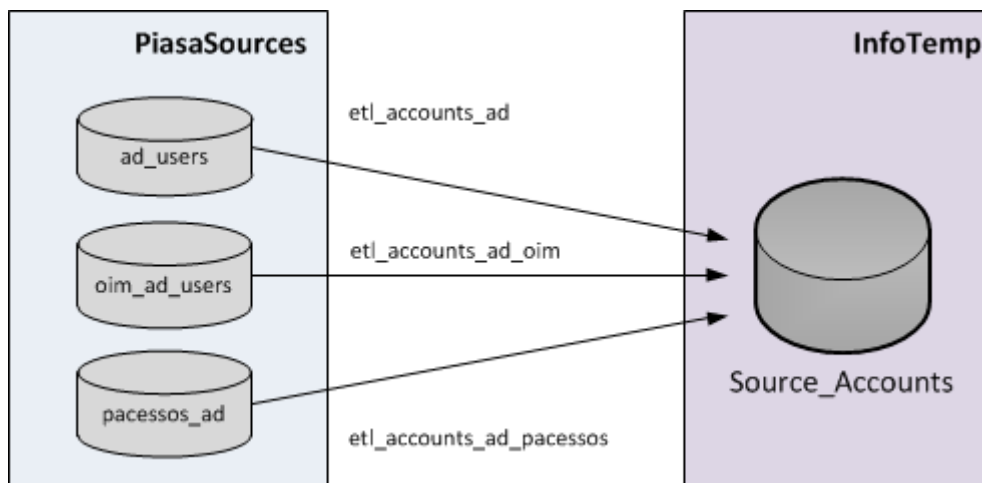 PiasaSources
InfoTemp
etl_accounts_ad
ad_users
etl_accounts_ad_oim
oim_ad_users
Source_Accounts
pacessos_ad
etl_accounts_ad_pacessos